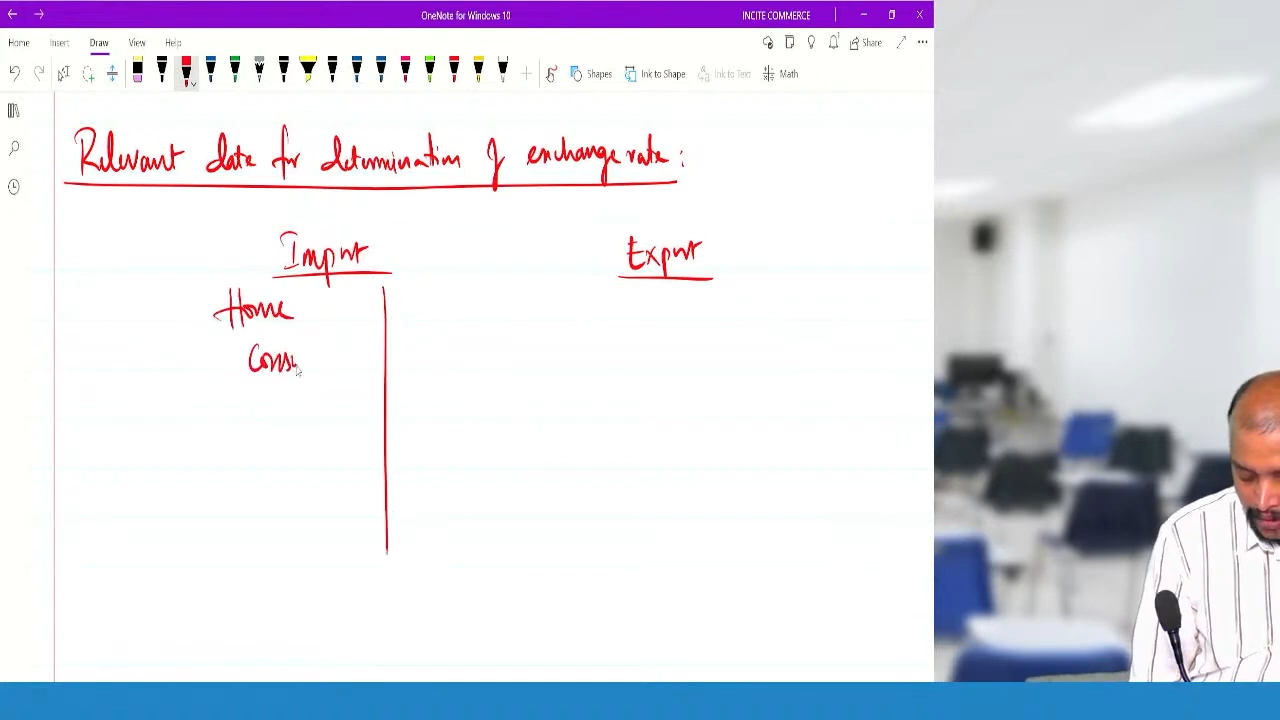 OneNote for Windows 10
INCITE COMMERCE
Home Insert Draw View Help
Share
Shapes Ink to Shape Ink to Text Math
Relevant date for determination of exchange rate:
Import Export
Home
Consu